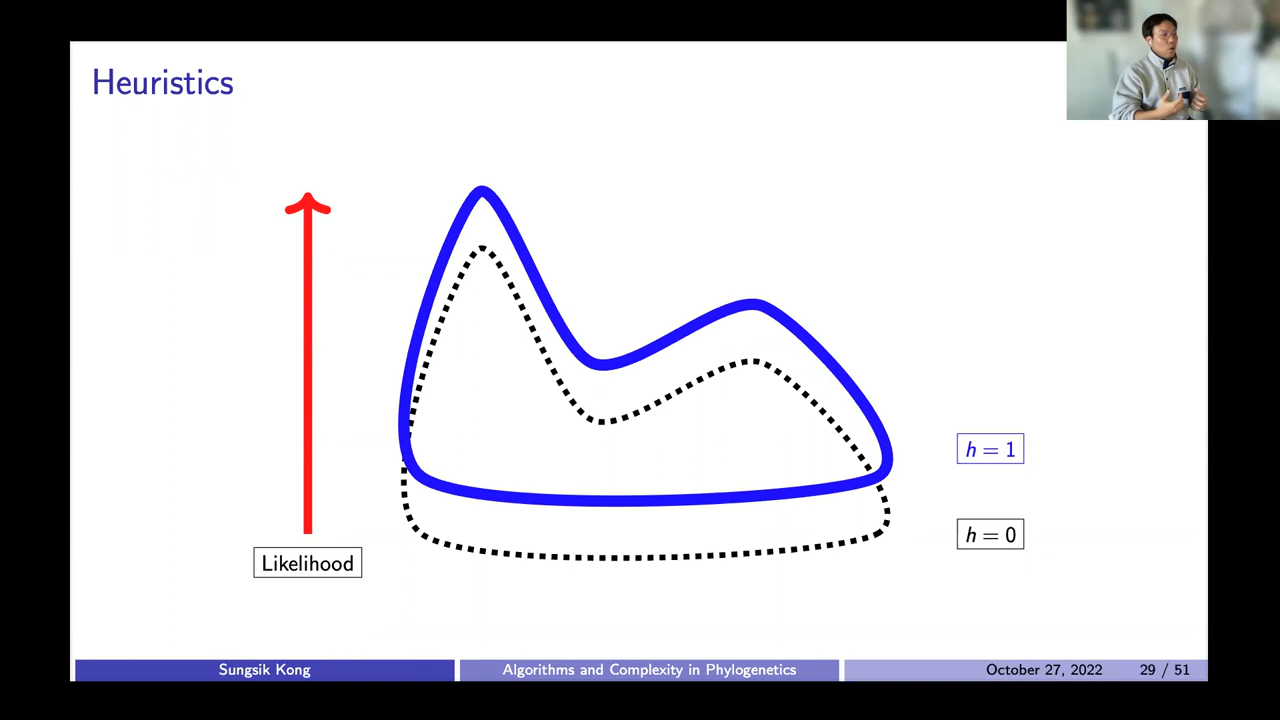 Heuristics
h = 1
h = 0
Likelihood
Sungsik Kong
Algorithms and Complexity in Phylogenetics
October 27, 2022
29 / 51